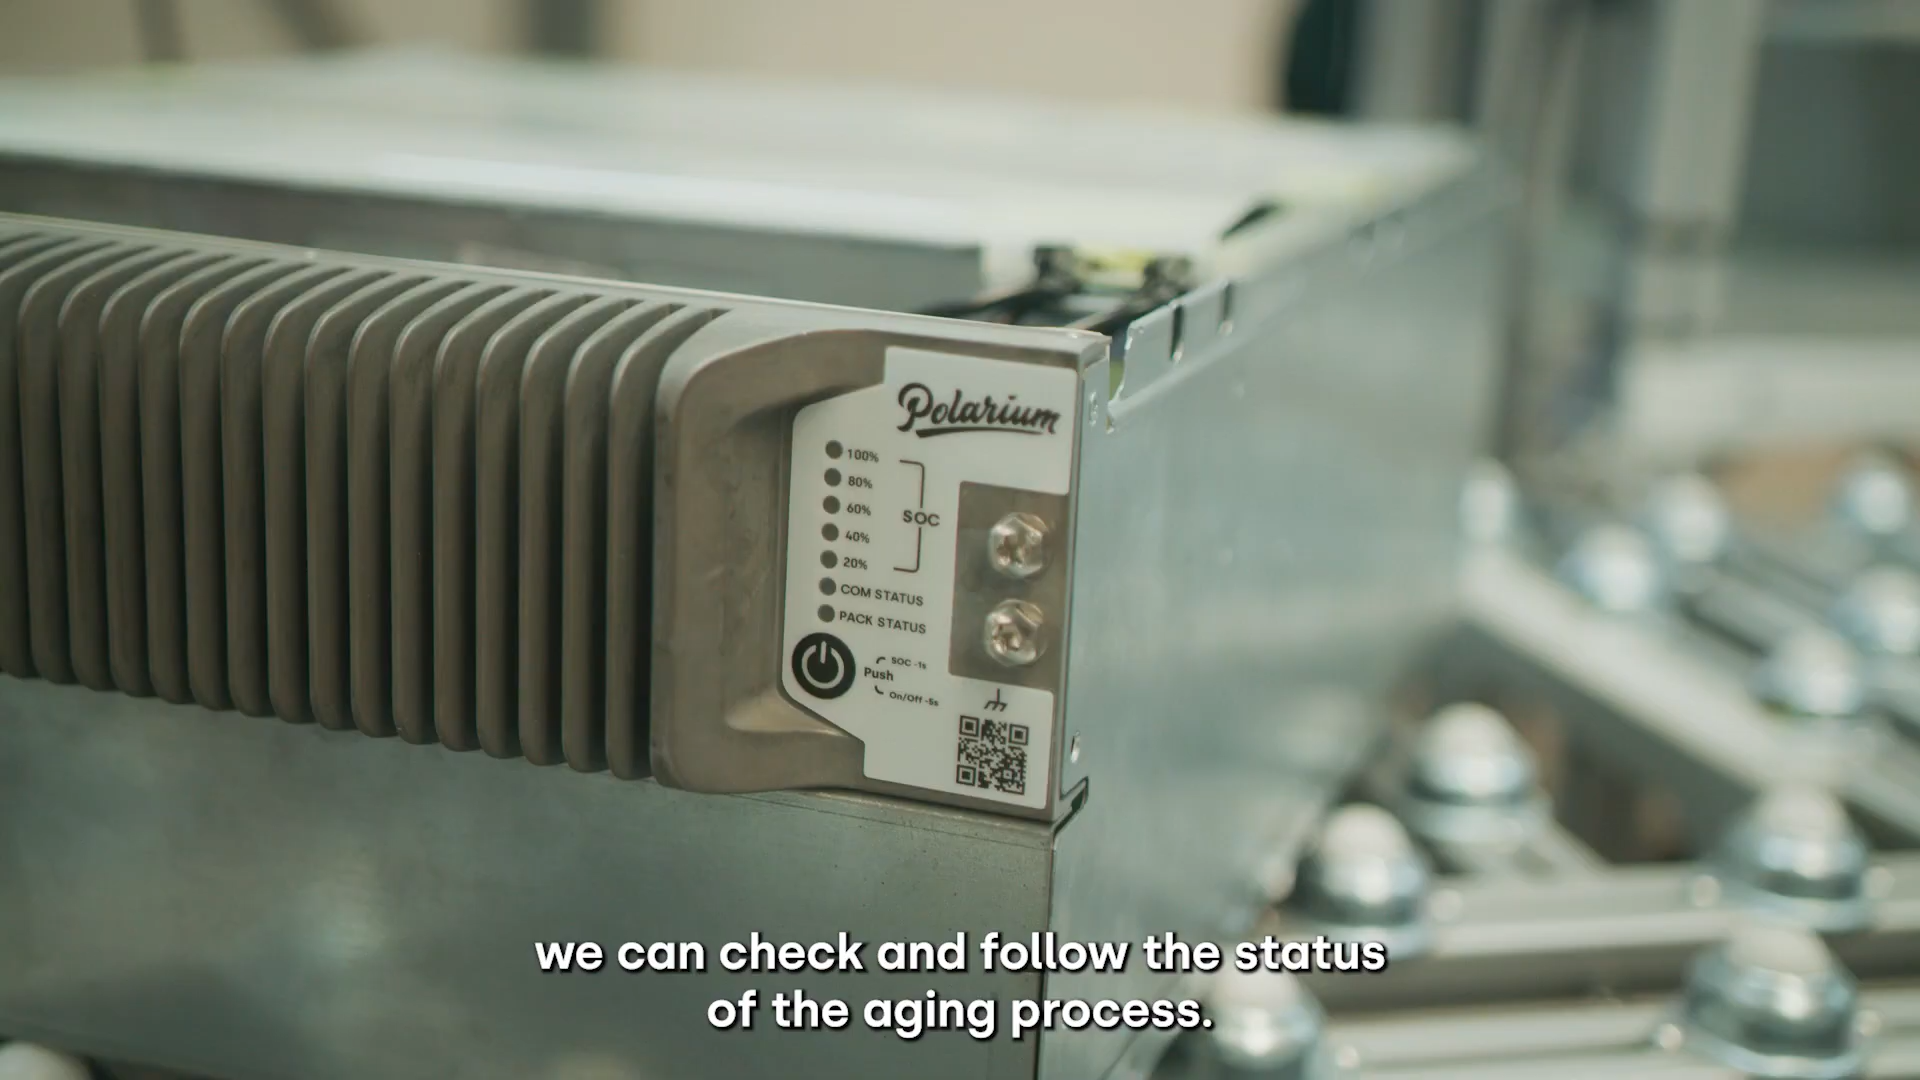 Polarium
100%
80%
60%
SOC
40%
20%
COM STATUS
PACK STATUS
SOC -1s
Push
On/Off -5s
we can check and follow the status
of the aging process.